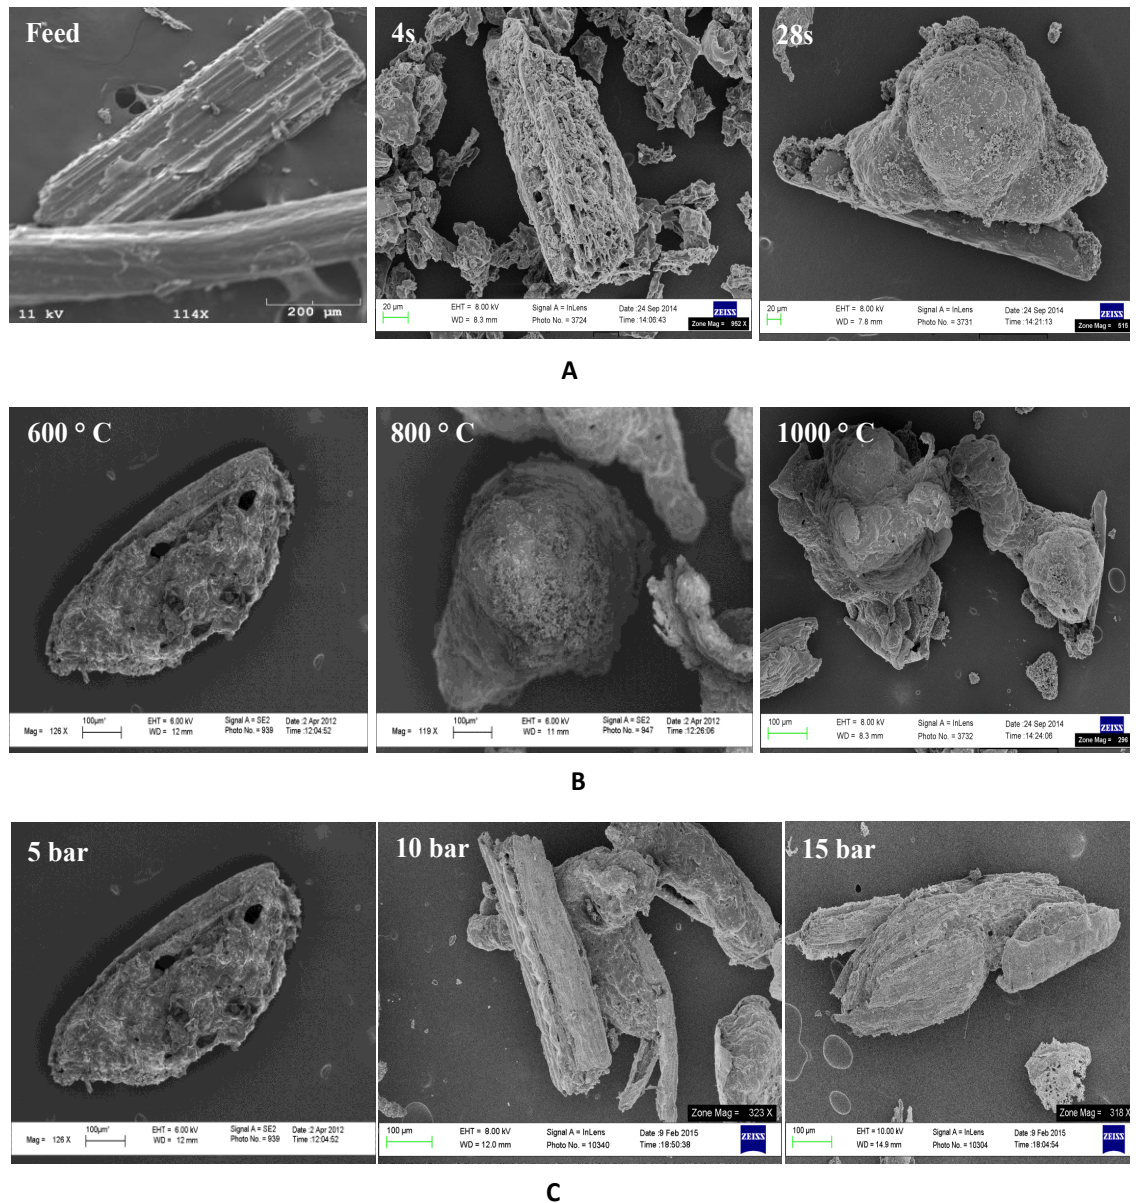 Feed
11 kV 114X 200 µm
4s
20 µm EHT = 8.00 kV Signal A = InLens Date :24 Sep 2014
WD = 8.3 mm Photo No. = 3724 Time :14:06:43 ZEISS
Zone Mag = 952 X
28s
20 µm EHT = 8.00 kV Signal A = InLens Date :24 Sep 2014
WD = 7.8 mm Photo No. = 3731 Time :14:21:13 ZEISS
Zone Mag = 515
A
600 ° C
Mag = 126 X 100µm* EHT = 6.00 kV Signal A = SE2 Date :2 Apr 2012
WD = 12 mm Photo No. = 939 Time :12:04:52
800 ° C
Mag = 119 X 100µm* EHT = 6.00 kV Signal A = SE2 Date :2 Apr 2012
WD = 11 mm Photo No. = 947 Time :12:26:06
1000 ° C
100 µm EHT = 8.00 kV Signal A = InLens Date :24 Sep 2014
WD = 8.3 mm Photo No. = 3732 Time :14:24:06 ZEISS
Zone Mag = 296
B
5 bar
Mag = 126 X 100µm* EHT = 6.00 kV Signal A = SE2 Date :2 Apr 2012
WD = 12 mm Photo No. = 939 Time :12:04:52
10 bar
Zone Mag = 323 X
100 µm EHT = 8.00 kV Signal A = InLens Date :9 Feb 2015
WD = 12.0 mm Photo No. = 10340 Time :18:50:38 ZEISS
15 bar
Zone Mag = 318 X
100 µm EHT = 10.00 kV Signal A = InLens Date :9 Feb 2015
WD = 14.9 mm Photo No. = 10304 Time :18:04:54 ZEISS
C